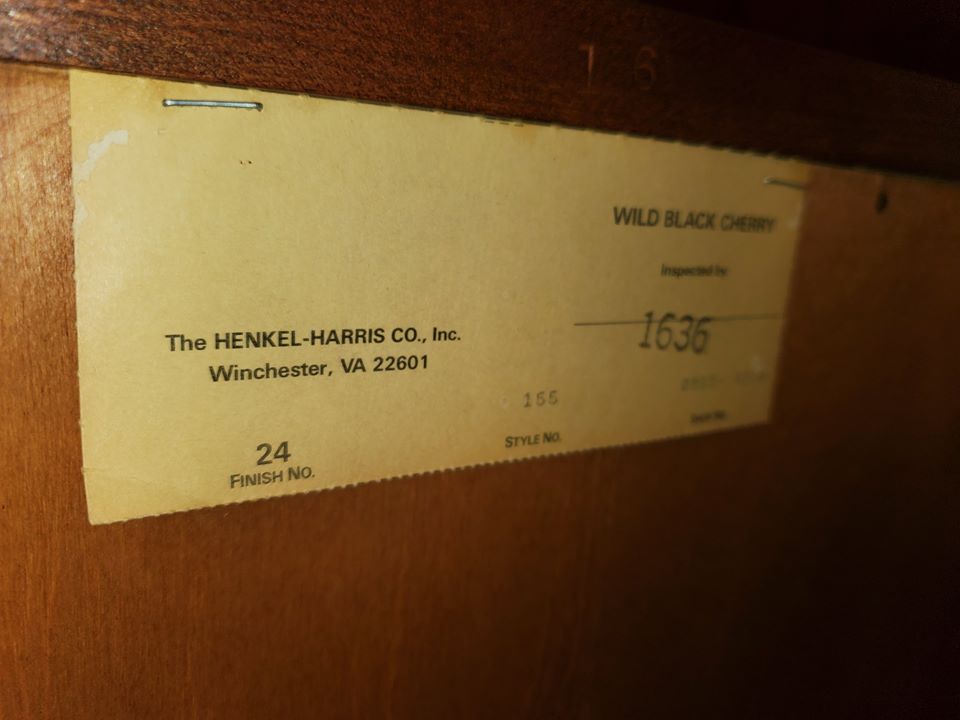 16
WILD BLACK CHERRY
Inspected by:
1636
The HENKEL-HARRIS CO., Inc.
Winchester, VA 22601
155
24
STYLE No.
FINISH No.